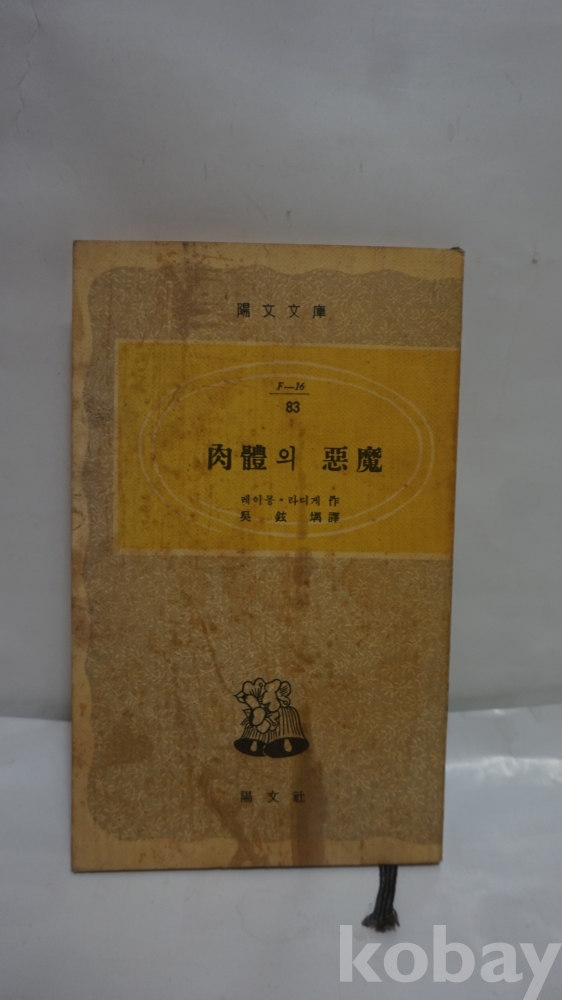 陽文文庫
F—16
83
肉體의 惡魔
레이몽・라디게 作
吳鉉堣 譯
陽文社
kobay